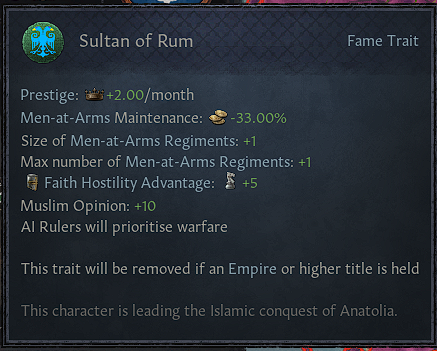 Sultan of Rum
Fame Trait
Prestige: +2.00/month
Men-at-Arms Maintenance: -33.00%
Size of Men-at-Arms Regiments: +1
Max number of Men-at-Arms Regiments: +1
Faith Hostility Advantage: +5
Muslim Opinion: +10
AI Rulers will prioritise warfare
This trait will be removed if an Empire or higher title is held
This character is leading the Islamic conquest of Anatolia.